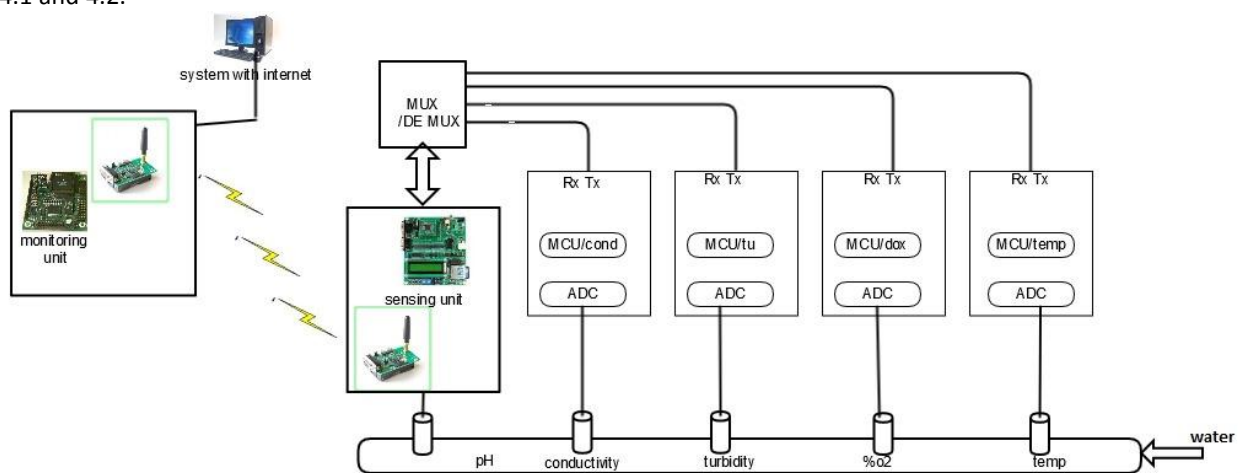 4.1 and 4.2.
system with internet
MUX
/DE MUX
monitoring
unit
sensing unit
Rx Tx
MCU/cond
ADC
Rx Tx
MCU/tu
ADC
Rx Tx
MCU/dox
ADC
Rx Tx
MCU/temp
ADC
water
pH
conductivity
turbidity
%o2
temp